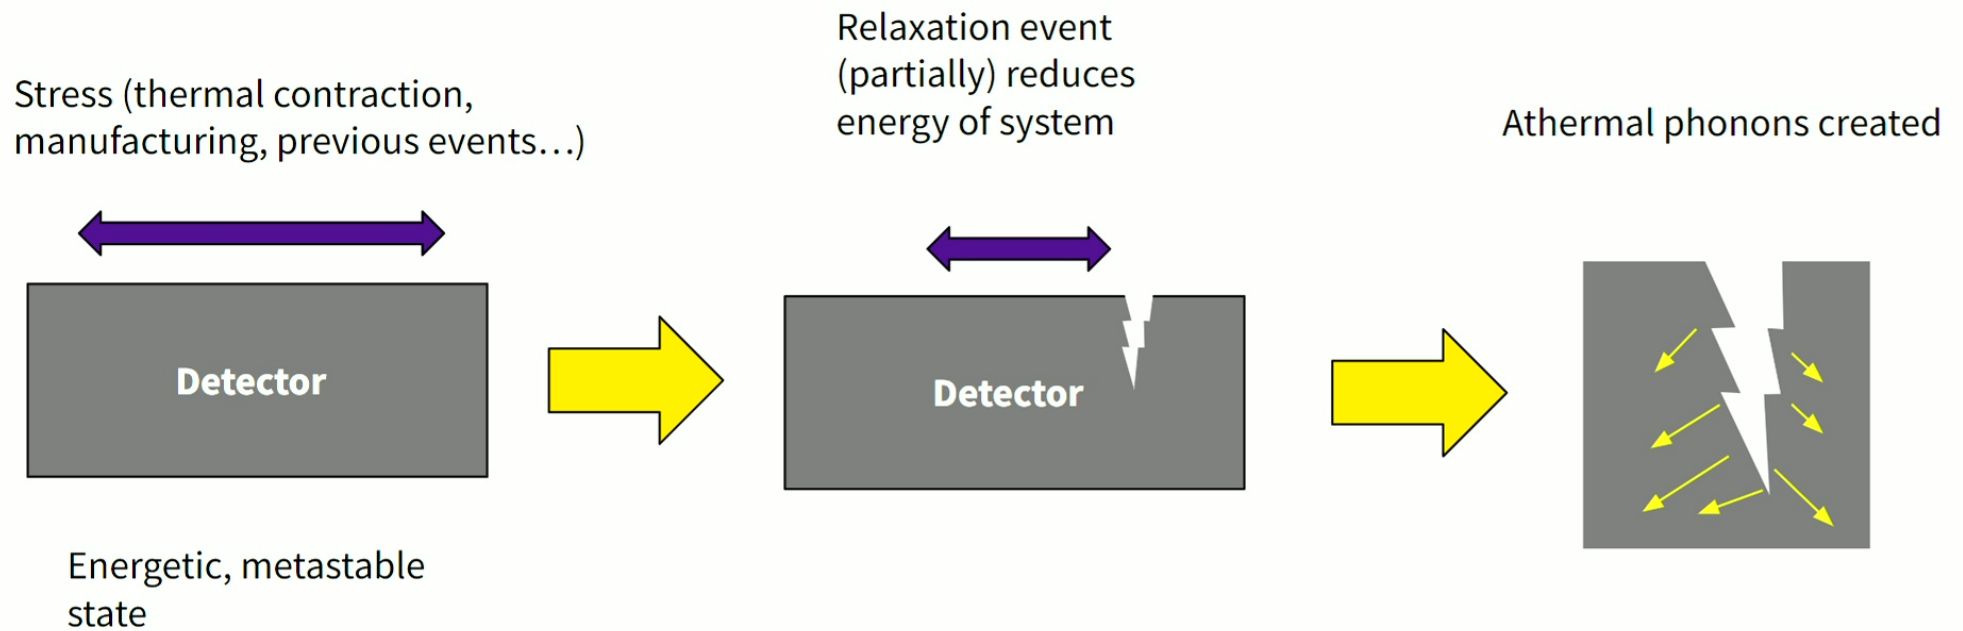 Stress (thermal contraction,
manufacturing, previous events...)
Detector
Energetic, metastable
state
Relaxation event
(partially) reduces
energy of system
Detector
Athermal phonons created